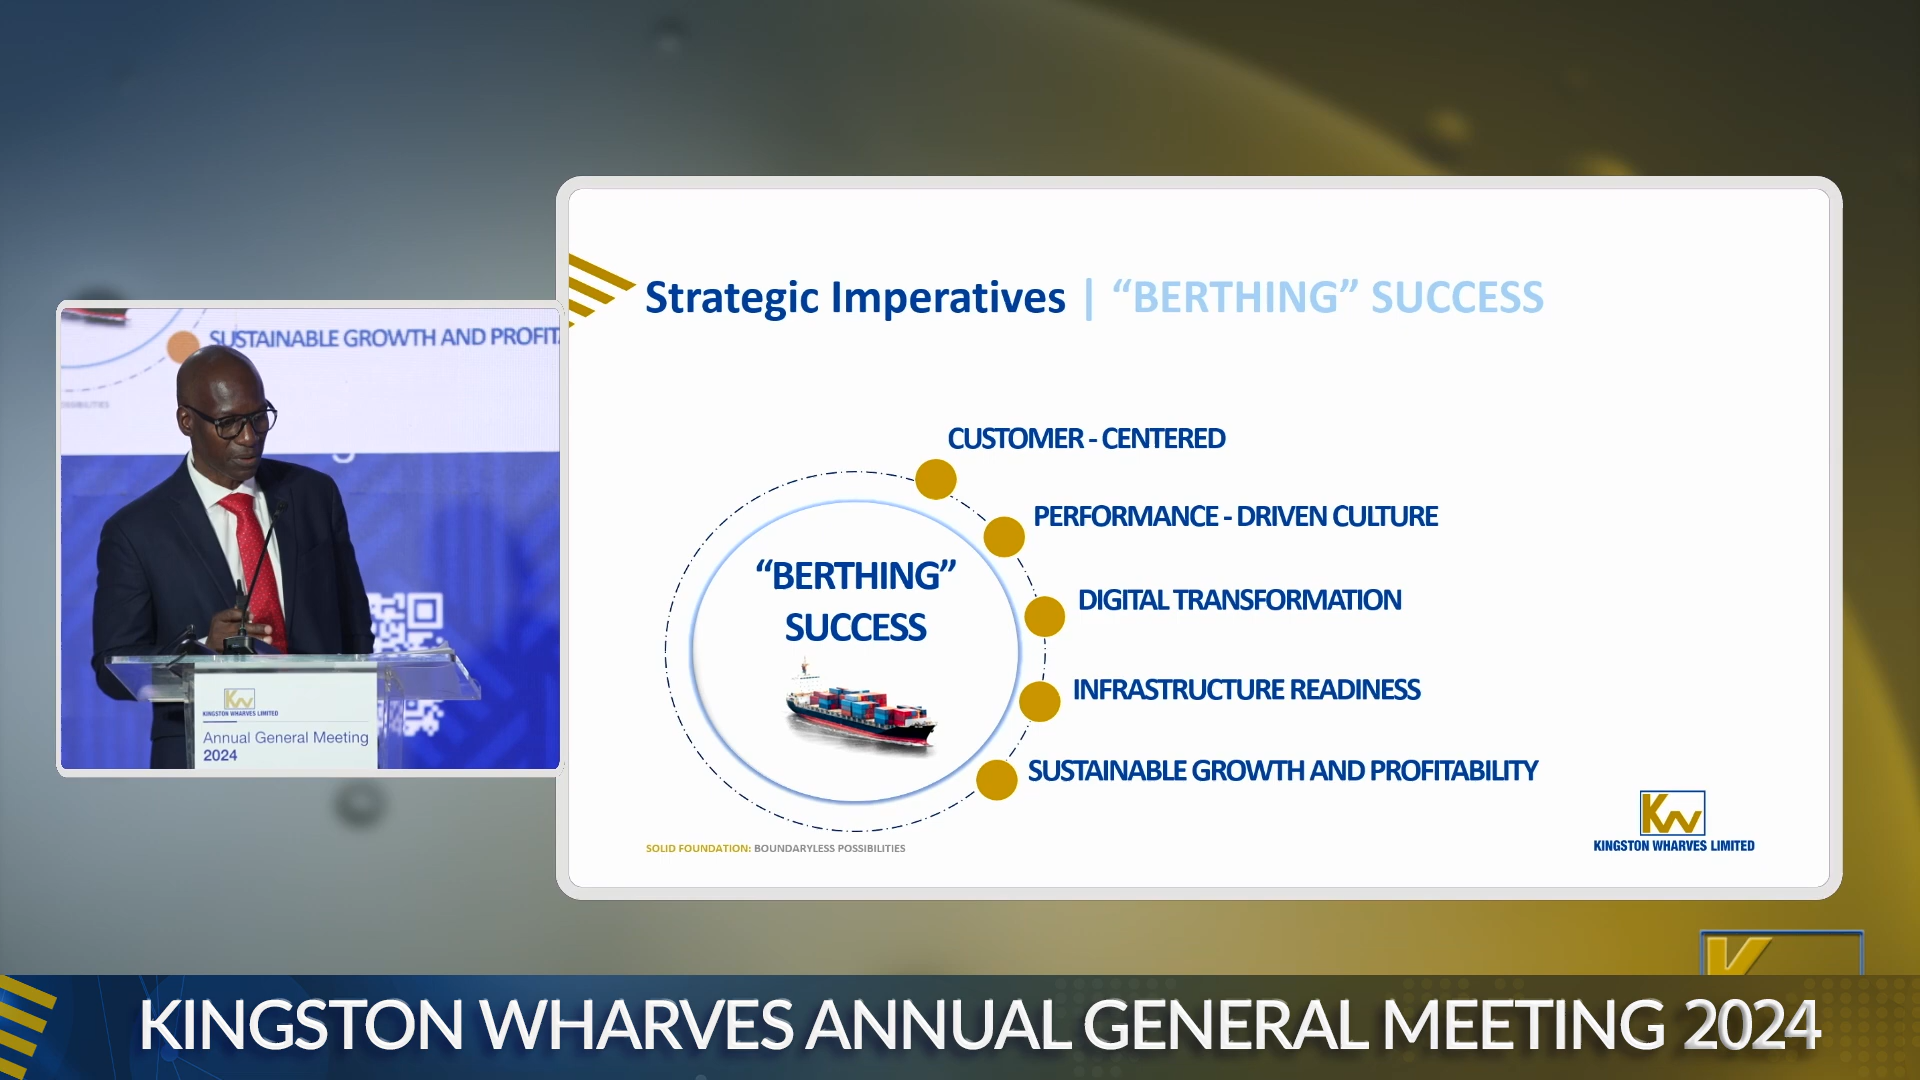 Strategic Imperatives | “BERTHING” SUCCESS
CUSTOMER - CENTERED
PERFORMANCE - DRIVEN CULTURE
“BERTHING”
SUCCESS
DIGITAL TRANSFORMATION
INFRASTRUCTURE READINESS
SUSTAINABLE GROWTH AND PROFITABILITY
SOLID FOUNDATION: BOUNDARYLESS POSSIBILITIES
KW
KINGSTON WHARVES LIMITED
SUSTAINABLE GROWTH AND PROFIT
KW
KINGSTON WHARVES LIMITED
Annual General Meeting
2024
KINGSTON WHARVES ANNUAL GENERAL MEETING 2024